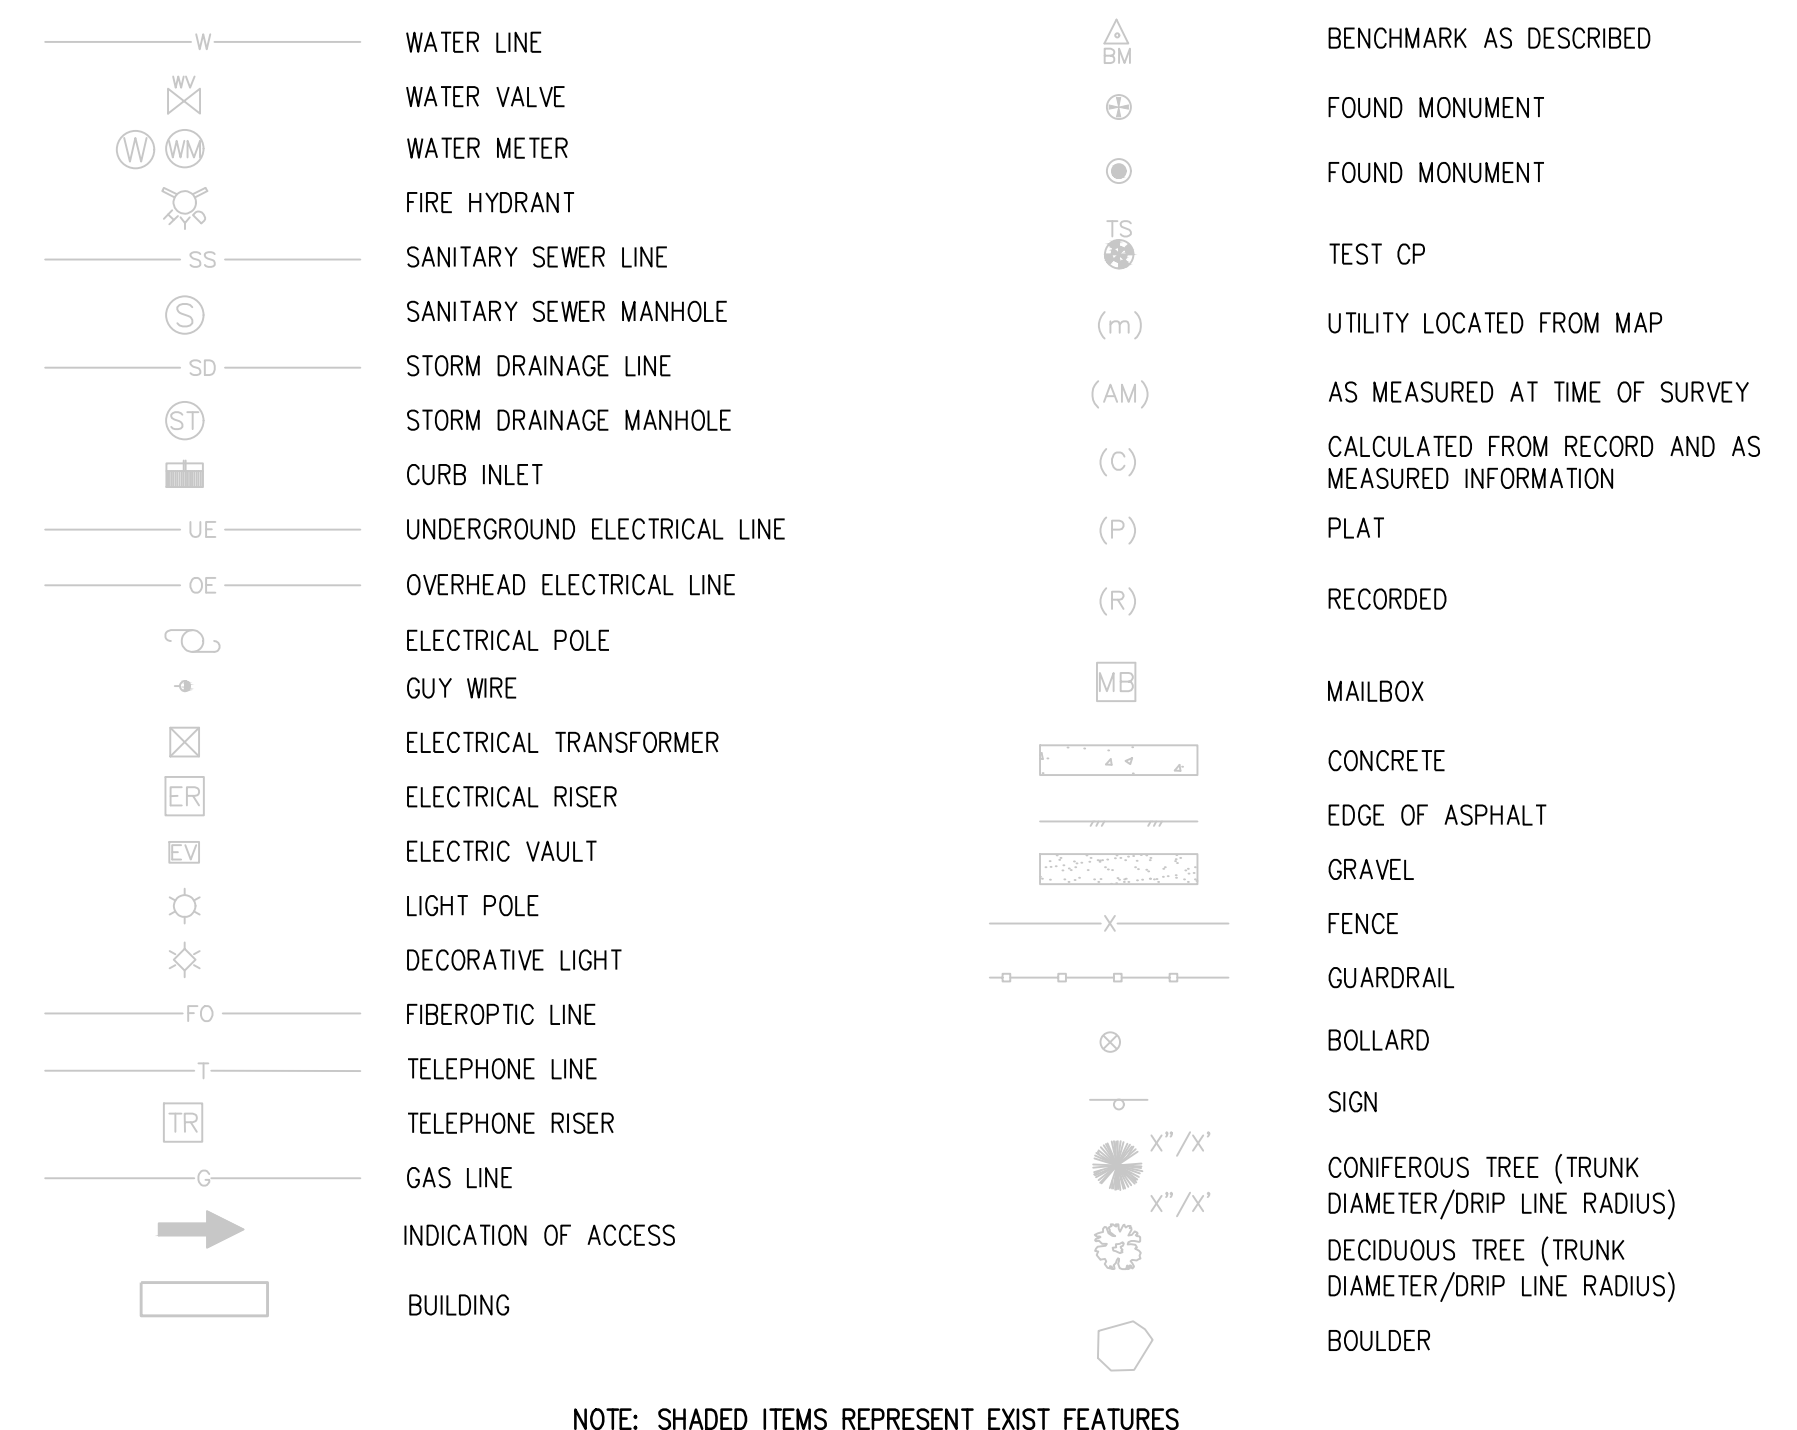 W WATER LINE
WV
WATER VALVE
W WM WATER METER
FIRE HYDRANT
SS SANITARY SEWER LINE
S SANITARY SEWER MANHOLE
SD STORM DRAINAGE LINE
ST STORM DRAINAGE MANHOLE
CURB INLET
UE UNDERGROUND ELECTRICAL LINE
OE OVERHEAD ELECTRICAL LINE
ELECTRICAL POLE
GUY WIRE
ELECTRICAL TRANSFORMER
ER ELECTRICAL RISER
EV ELECTRIC VAULT
LIGHT POLE
DECORATIVE LIGHT
FO FIBEROPTIC LINE
T TELEPHONE LINE
TR TELEPHONE RISER
G GAS LINE
INDICATION OF ACCESS
BUILDING
BENCHMARK AS DESCRIBED
BM
FOUND MONUMENT
FOUND MONUMENT
TS
TEST CP
(m) UTILITY LOCATED FROM MAP
(AM) AS MEASURED AT TIME OF SURVEY
(C) CALCULATED FROM RECORD AND AS
MEASURED INFORMATION
(P) PLAT
(R) RECORDED
MB MAILBOX
CONCRETE
EDGE OF ASPHALT
GRAVEL
X FENCE
GUARDRAIL
BOLLARD
SIGN
X"/X'
CONIFEROUS TREE (TRUNK
DIAMETER/DRIP LINE RADIUS)
X"/X'
DECIDUOUS TREE (TRUNK
DIAMETER/DRIP LINE RADIUS)
BOULDER
NOTE: SHADED ITEMS REPRESENT EXIST FEATURES